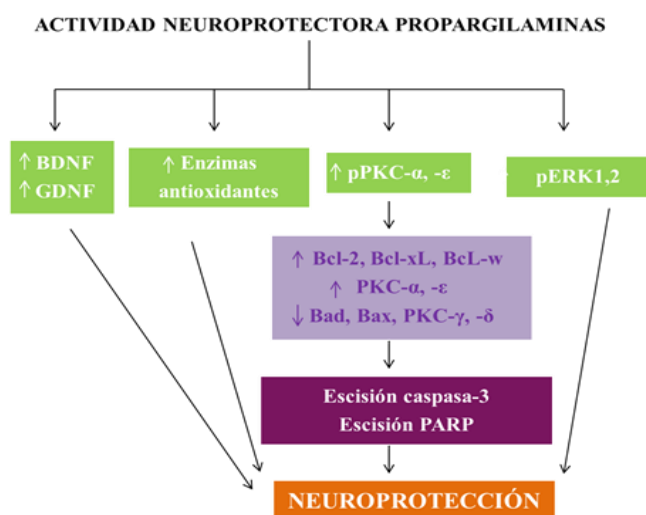 ACTIVIDAD NEUROPROTECTORA PROPARGILAMINAS
↑ BDNF
↑ GDNF
↑ Enzimas
antioxidantes
↑ pPKC-α, -ε
pERK1,2
↑ Bcl-2, Bcl-xL, BcL-w
↑ PKC-α, -ε
↓ Bad, Bax, PKC-γ, -δ
Escisión caspasa-3
Escisión PARP
NEUROPROTECCIÓN